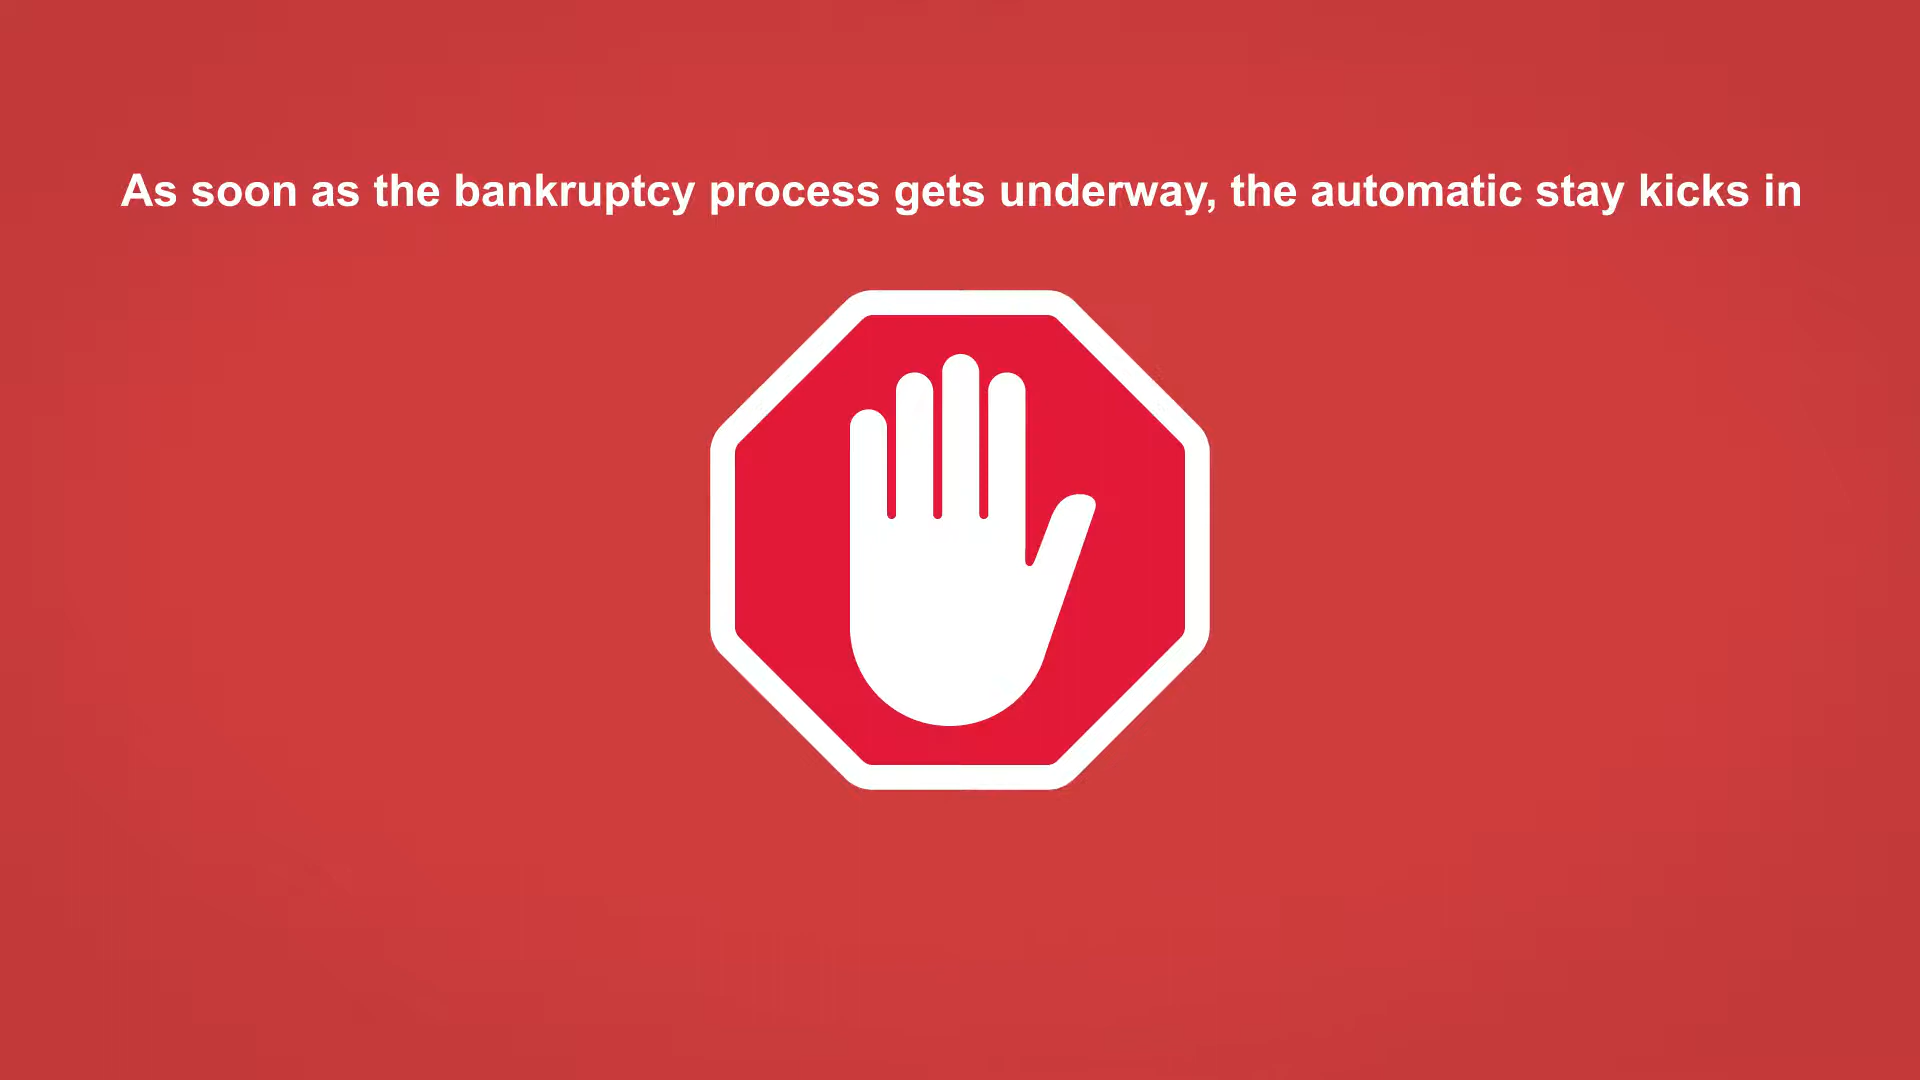 As soon as the bankruptcy process gets underway, the automatic stay kicks in